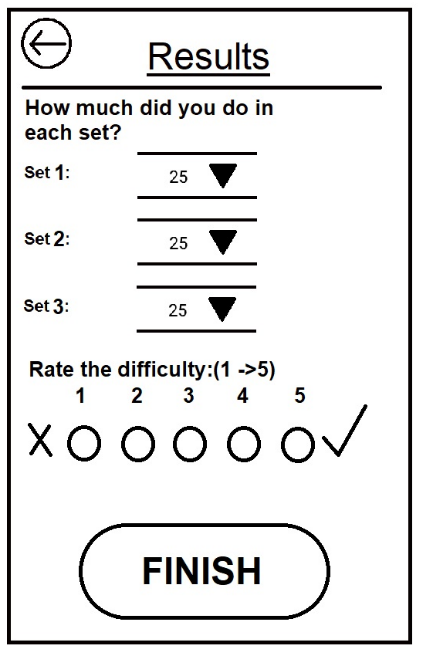 Results
How much did you do in
each set?
Set 1:
25
Set 2:
25
Set 3:
25
Rate the difficulty:(1 ->5)
1 2 3 4 5
FINISH